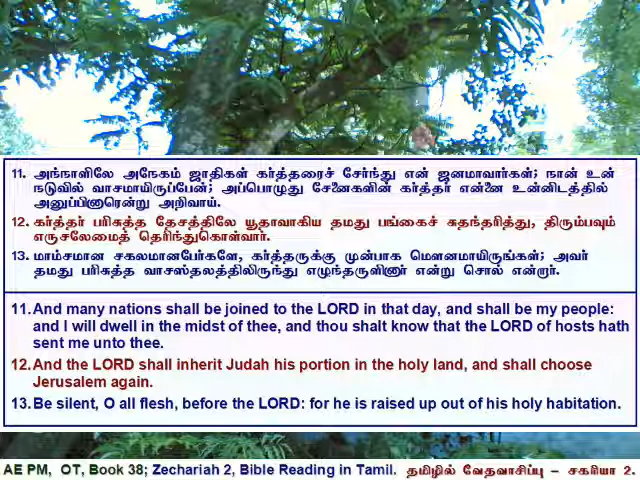 11. அந்நாளிலே அநேகம் ஜாதிகள் கர்த்தரைச் சேர்ந்து என் ஜனமாவார்கள்; நான் உன்
நடுவில் வாசமாயிருப்பேன்; அப்பொழுது சேனைகளின் கர்த்தர் என்னை உன்னிடத்தில்
அனுப்பினாரென்று அறிவாய்.
12. கர்த்தர் பரிசுத்த தேசத்திலே யூதாவாகிய தமது பங்கைச் சுதந்தரித்து, திரும்பவும்
எருசலேமைத் தெரிந்துகொள்வார்.
13. மாம்சமான சகலமானபேர்களே, கர்த்தருக்கு முன்பாக மௌனமாயிருங்கள்; அவர்
தமது பரிசுத்த வாசஸ்தலத்திலிருந்து எழுந்தருளினார் என்று சொல் என்றார்.
11. And many nations shall be joined to the LORD in that day, and shall be my people:
and I will dwell in the midst of thee, and thou shalt know that the LORD of hosts hath
sent me unto thee.
12. And the LORD shall inherit Judah his portion in the holy land, and shall choose
Jerusalem again.
13. Be silent, O all flesh, before the LORD: for he is raised up out of his holy habitation.
AE PM, OT, Book 38; Zechariah 2, Bible Reading in Tamil. தமிழில் வேதவாசிப்பு – சகரியா 2.